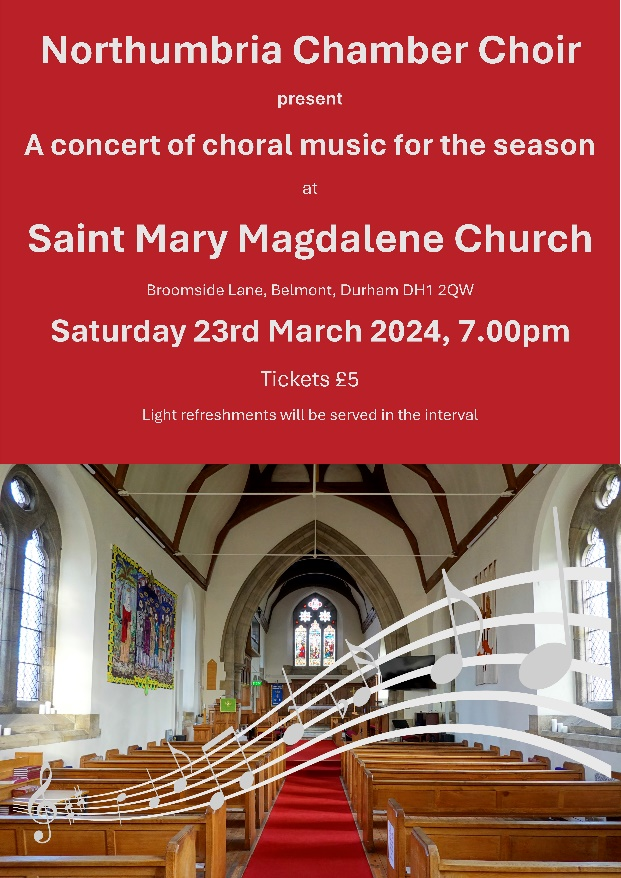 Northumbria Chamber Choir
present
A concert of choral music for the season
at
Saint Mary Magdalene Church
Broomside Lane, Belmont, Durham DH1 2QW
Saturday 23rd March 2024, 7.00pm
Tickets £5
Light refreshments will be served in the interval